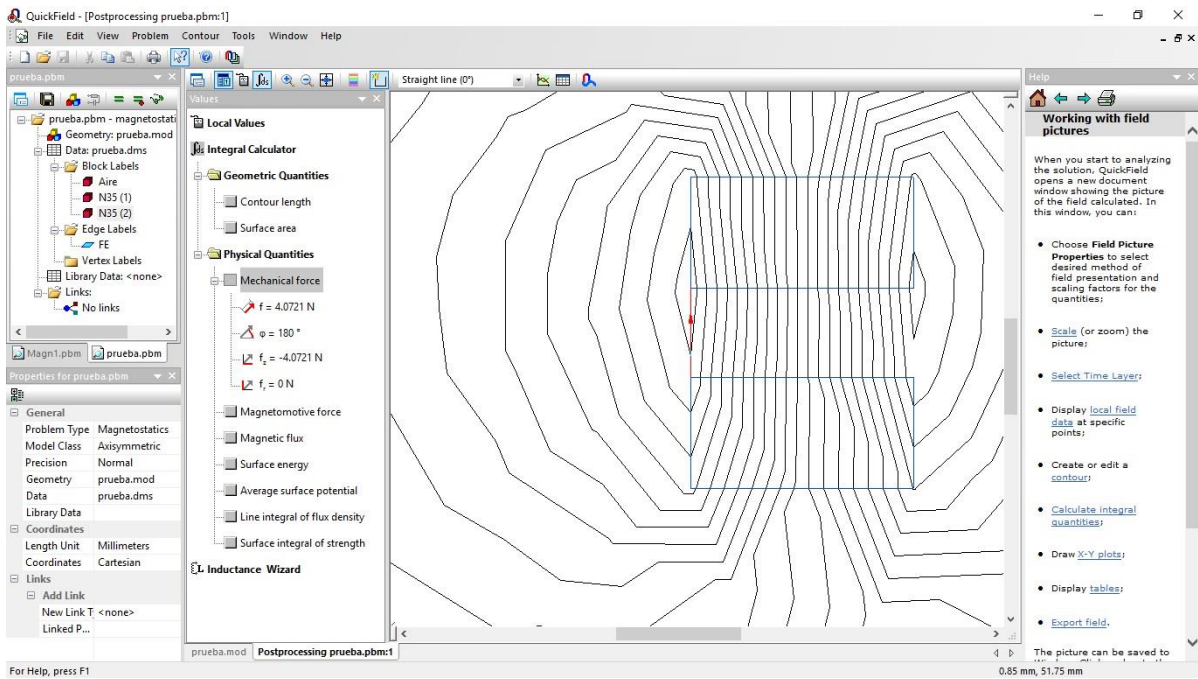 QuickField - [Postprocessing prueba.pbm:1]
File Edit View Problem Contour Tools Window Help
prueba.pbm
prueba.pbm - magnetostati
Geometry: prueba.mod
Data: prueba.dms
Block Labels
Aire
N35 (1)
N35 (2)
Edge Labels
FE
Vertex Labels
Library Data: <none>
Links:
No links
Magn1.pbm prueba.pbm
Properties for prueba.pbm
General
Problem Type Magnetostatics
Model Class Axisymmetric
Precision Normal
Geometry prueba.mod
Data prueba.dms
Library Data
Coordinates
Length Unit Millimeters
Coordinates Cartesian
Links
Add Link
New Link T <none>
Linked P...
Straight line (0°)
Values
Local Values
Integral Calculator
Geometric Quantities
Contour length
Surface area
Physical Quantities
Mechanical force
f = 4.0721 N
φ = 180 °
fz = -4.0721 N
fr = 0 N
Magnetomotive force
Magnetic flux
Surface energy
Average surface potential
Line integral of flux density
Surface integral of strength
Inductance Wizard
prueba.mod Postprocessing prueba.pbm:1
Help
Working with field
pictures
When you start to analyzing
the solution, QuickField
opens a new document
window showing the picture
of the field calculated. In
this window, you can:
• Choose Field Picture
Properties to select
desired method of
field presentation and
scaling factors for the
quantities;
• Scale (or zoom) the
picture;
• Select Time Layer;
• Display local field
data at specific
points;
• Create or edit a
contour;
• Calculate integral
quantities;
• Draw X-Y plots;
• Display tables;
• Export field.
The picture can be saved to
For Help, press F1
0.85 mm, 51.75 mm